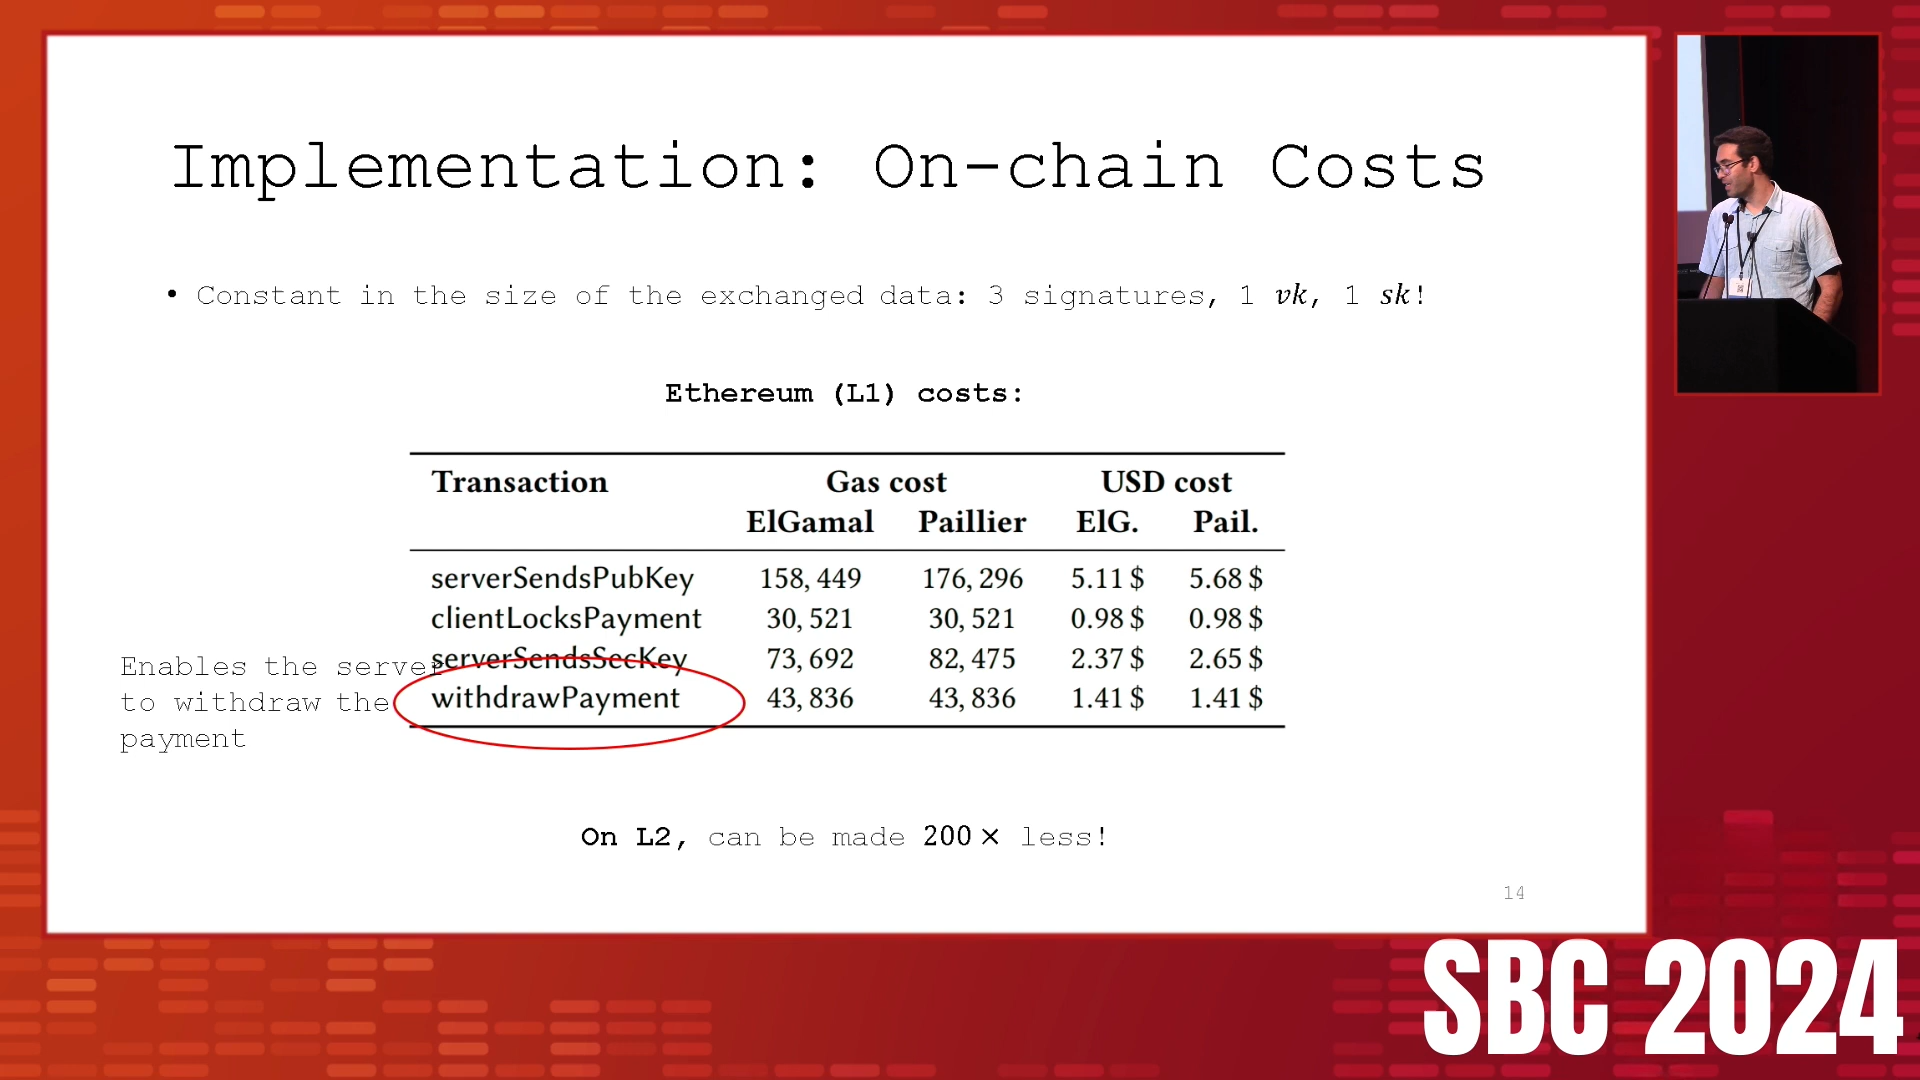 Implementation: On-chain Costs
• Constant in the size of the exchanged data: 3 signatures, 1 vk, 1 sk!
Ethereum (L1) costs:
Transaction Gas cost USD cost
ElGamal Paillier ElG. Pail.
serverSendsPubKey 158,449 176,296 5.11 $ 5.68 $
clientLocksPayment 30,521 30,521 0.98 $ 0.98 $
serverSendsSecKey 73,692 82,475 2.37 $ 2.65 $
withdrawPayment 43,836 43,836 1.41 $ 1.41 $
Enables the server
to withdraw the
payment
On L2, can be made 200 × less!
14
SBC 2024